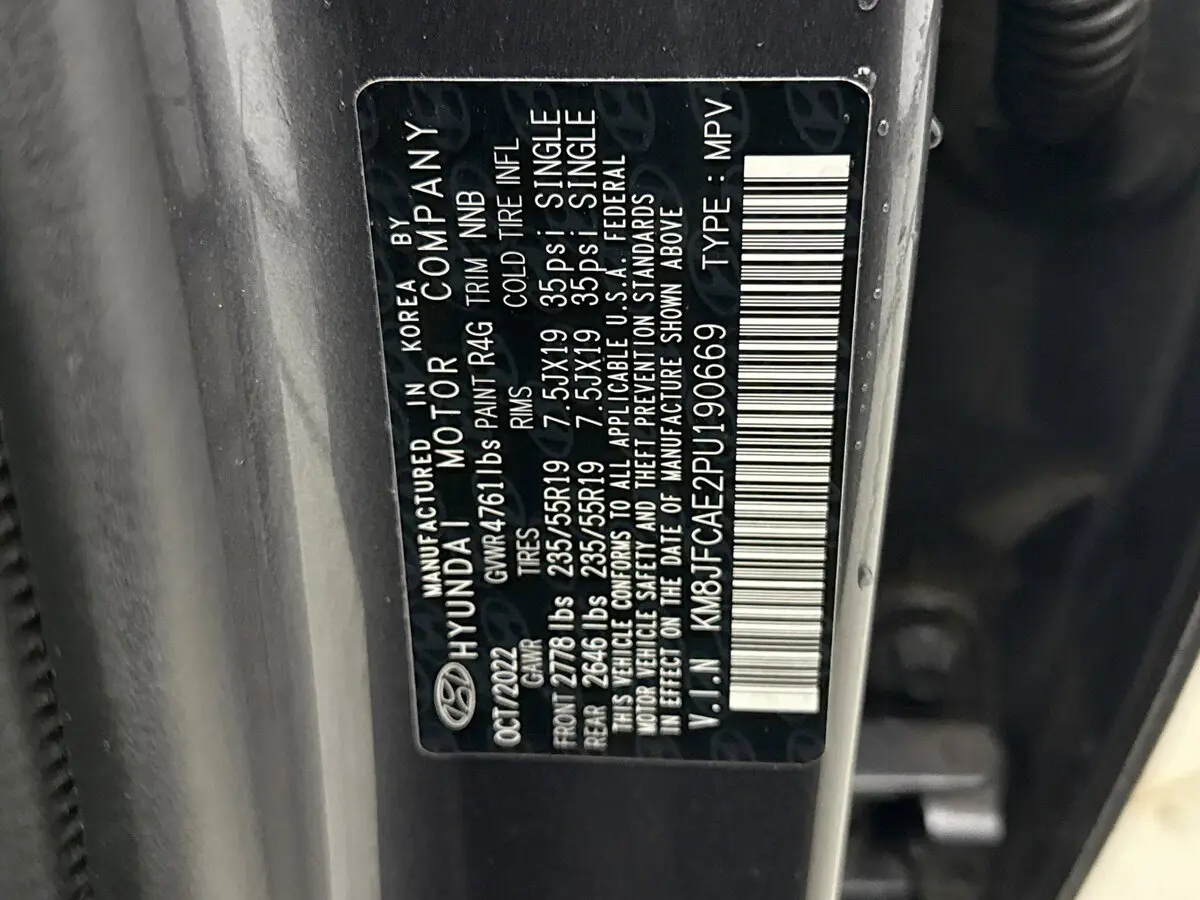 MANUFACTURED IN KOREA BY
HYUNDAI MOTOR COMPANY
OCT/2022 GVWR4761lbs PAINT R4G TRIM NNB
GAWR TIRES RIMS COLD TIRE INFL
FRONT 2778 lbs 235/55R19 7.5JX19 35psi SINGLE
REAR 2646 lbs 235/55R19 7.5JX19 35psi SINGLE
THIS VEHICLE CONFORMS TO ALL APPLICABLE U.S.A. FEDERAL
MOTOR VEHICLE SAFETY AND THEFT PREVENTION STANDARDS
IN EFFECT ON THE DATE OF MANUFACTURE SHOWN ABOVE
V.I.N KM8JFCAE2PU190669 TYPE : MPV